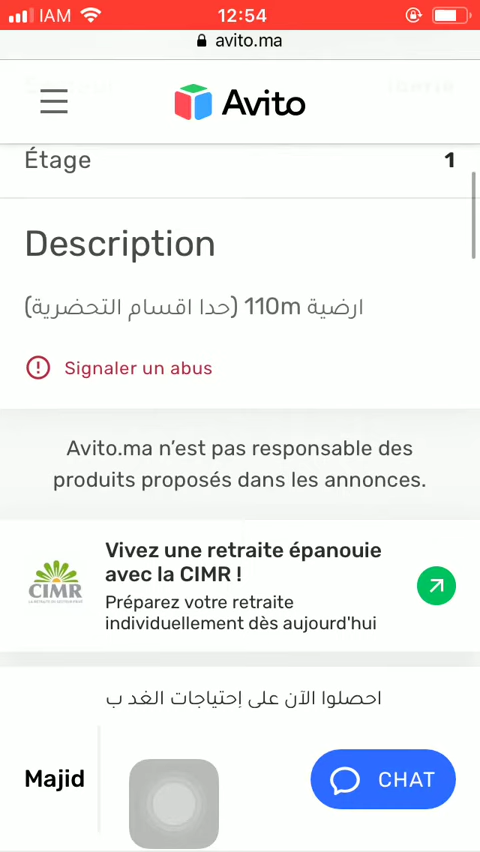 IAM 12:54
avito.ma
Avito
Étage 1
Description
ارضية 110m (حدا اقسام التحضرية)
Signaler un abus
Avito.ma n'est pas responsable des
produits proposés dans les annonces.
Vivez une retraite épanouie
avec la CIMR !
CIMR
Préparez votre retraite
individuellement dès aujourd'hui
احصلوا الآن على إحتياجات الغد ب
Majid
CHAT